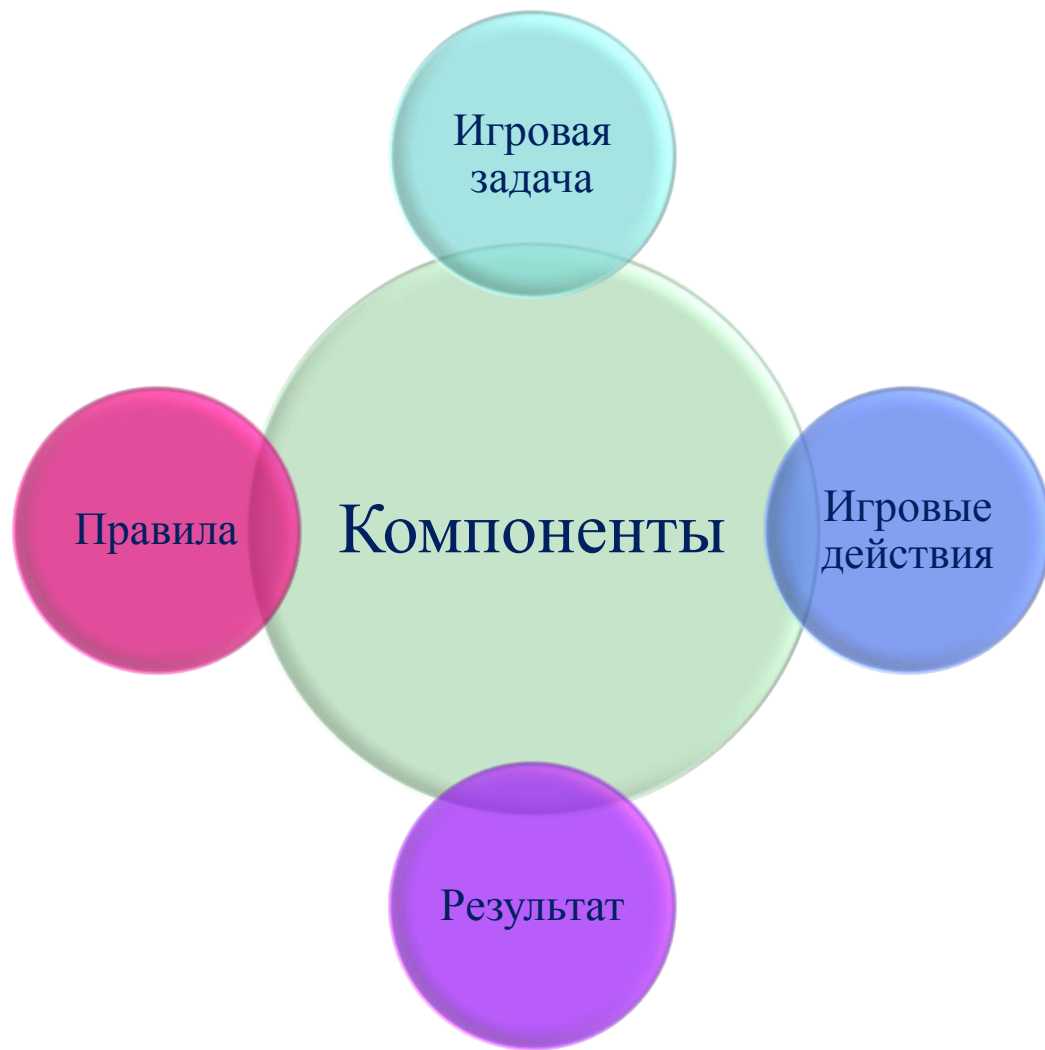 Игровая
задача
Правила
Компоненты
Игровые
действия
Результат